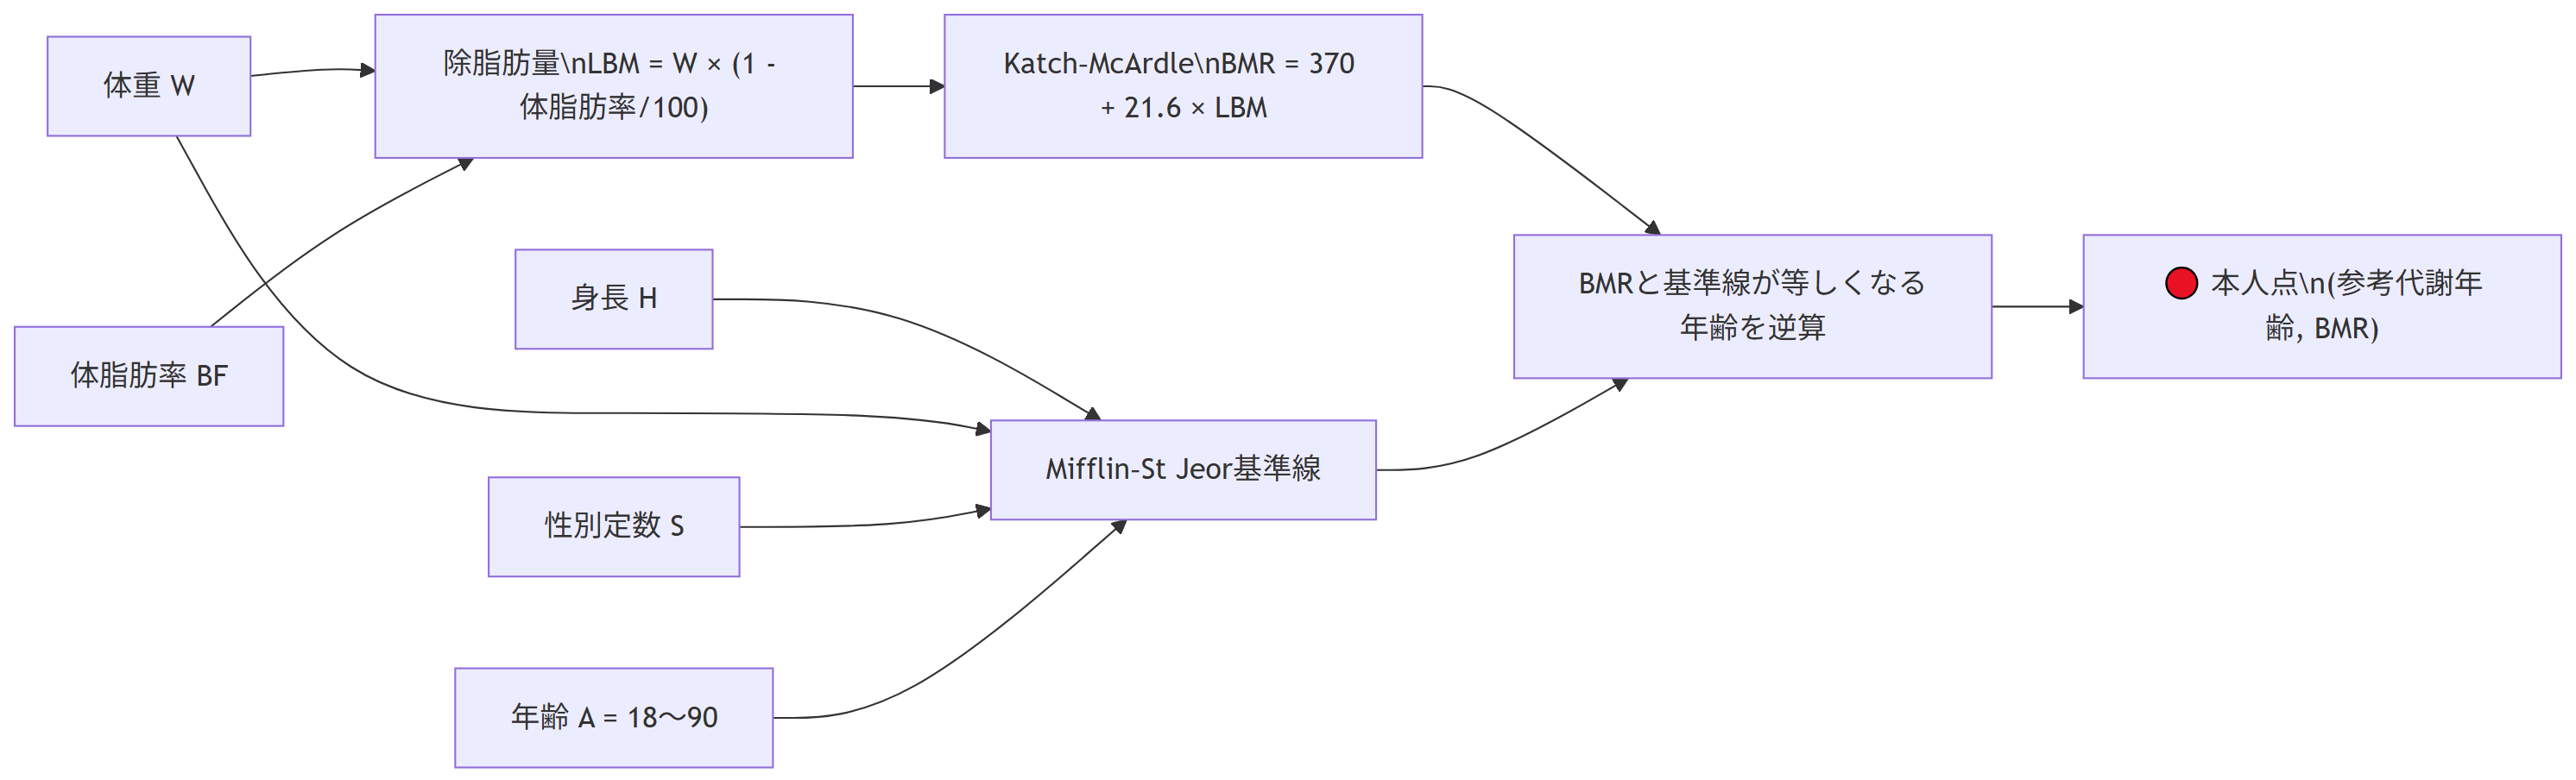 体重 W
除脂肪量\nLBM = W × (1 -
体脂肪率/100)
Katch-McArdle\nBMR = 370
+ 21.6 × LBM
体脂肪率 BF
身長 H
BMRと基準線が等しくなる
年齢を逆算
本人点\n(参考代謝年
齢, BMR)
Mifflin-St Jeor基準線
性別定数 S
年齢 A = 18〜90